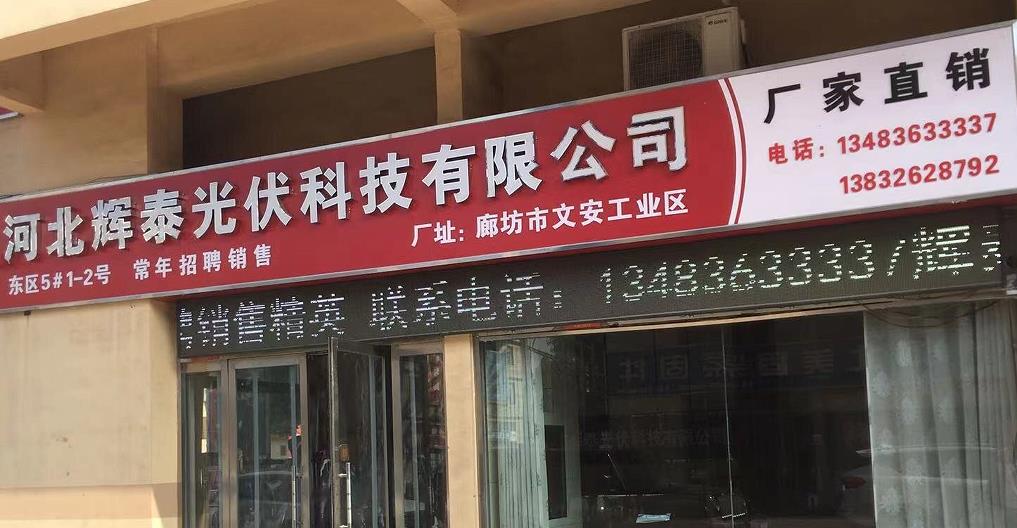 厂家直销
河北辉泰光伏科技有限公司
电话：13483633337
13832628792
厂址：廊坊市文安工业区
东区5#1-2号 常年招聘销售
销售精英 联系电话：13483633337/辉